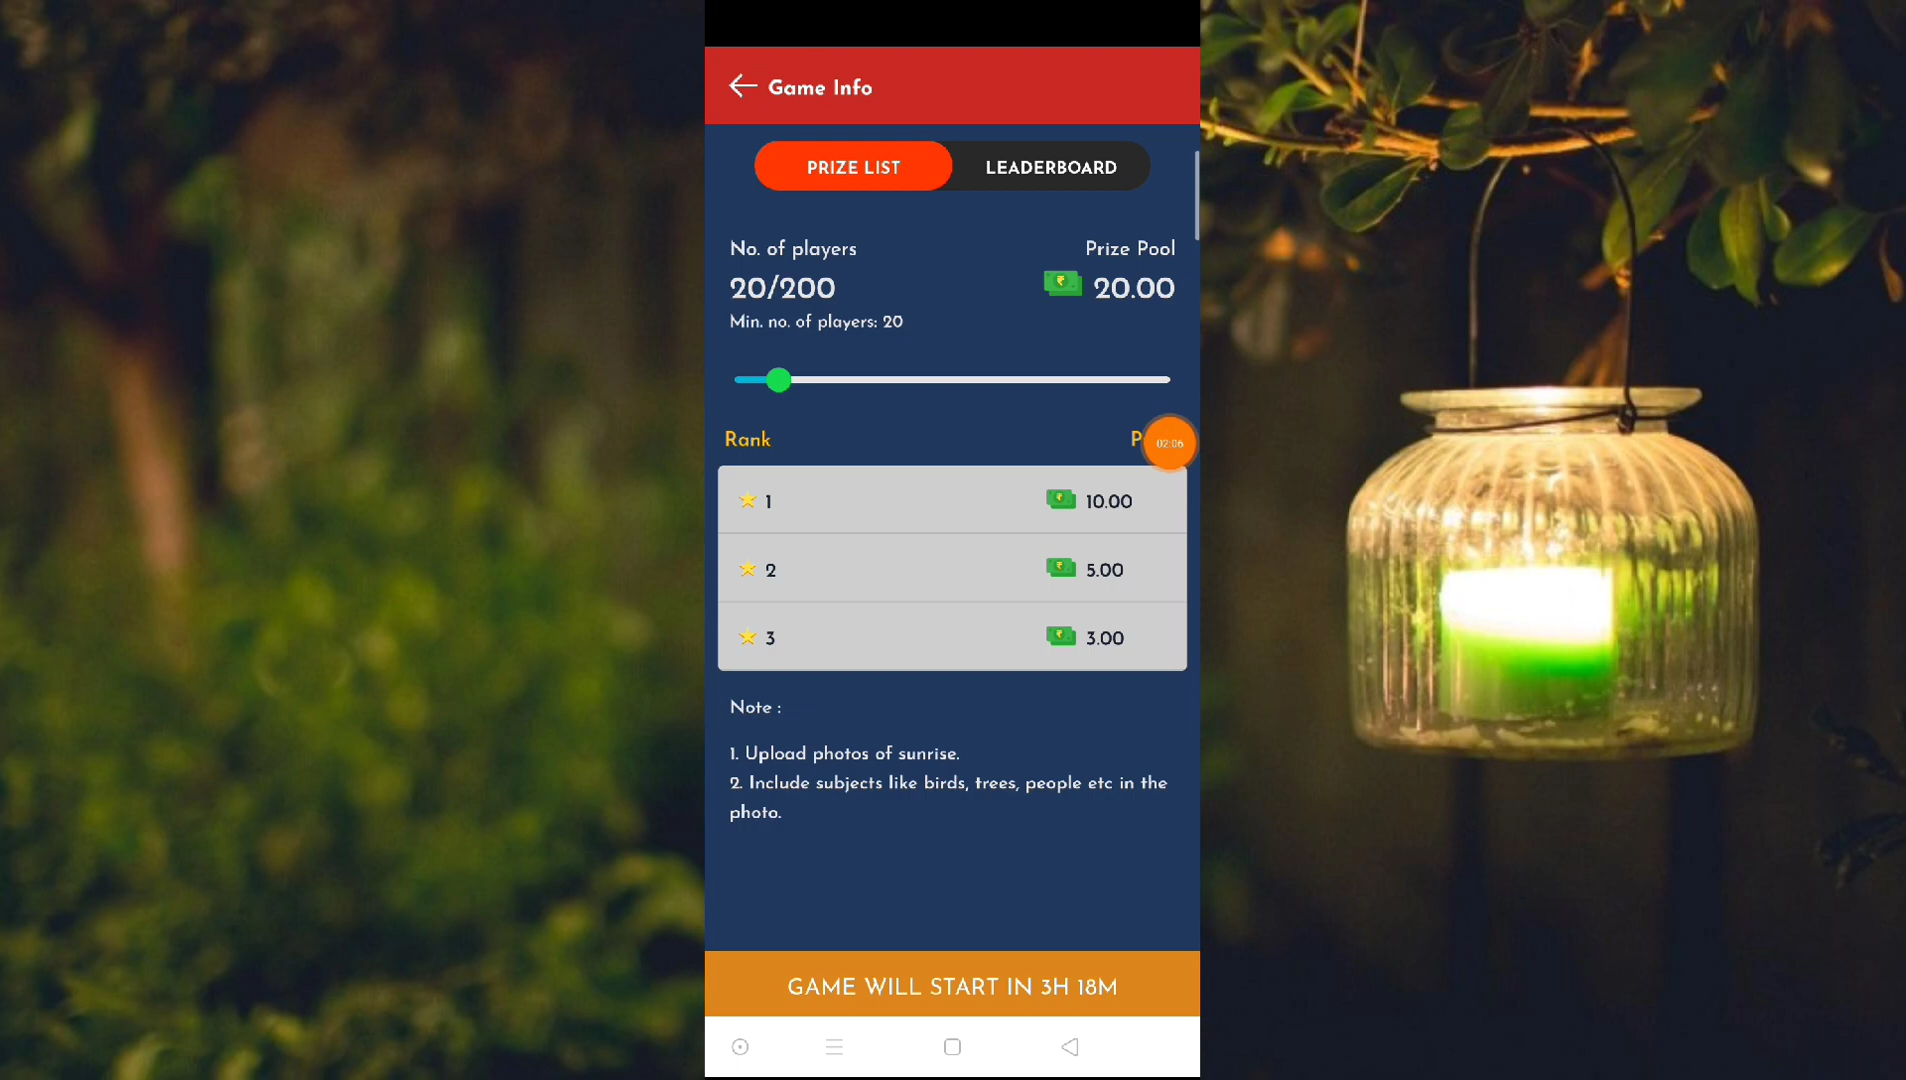 Game Info
PRIZE LIST LEADERBOARD
No. of players Prize Pool
20/200 20.00
Min. no. of players: 20
Rank
02:06
1 10.00
2 5.00
3 3.00
Note :
1. Upload photos of sunrise.
2. Include subjects like birds, trees, people etc in the
photo.
GAME WILL START IN 3H 18M